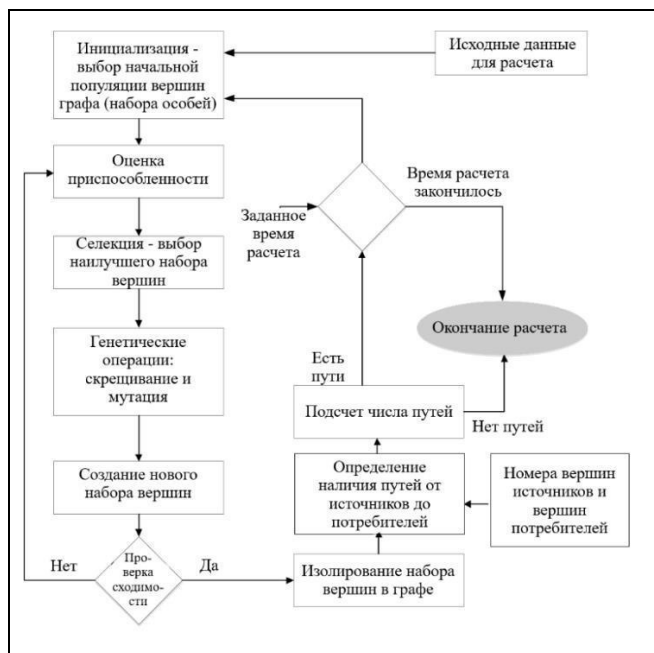 Инициализация -
выбор начальной
популяции вершин
графа (набора особей)
Исходные данные
для расчета
Оценка
приспособленности
Время расчета
закончилось
Заданное
время
расчета
Селекция - выбор
наилучшего набора
вершин
Окончание расчета
Генетические
операции:
скрещивание и
мутация
Есть
пути
Подсчет числа путей
Нет путей
Создание нового
набора вершин
Определение
наличия путей от
источников до
потребителей
Номера вершин
источников и
вершин
потребителей
Нет
Про-
верка
сходимо-
сти
Да
Изолирование набора
вершин в графе